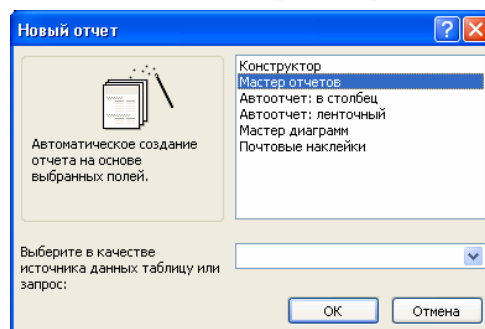 Новый отчет
Конструктор
Мастер отчетов
Автоотчет: в столбец
Автоотчет: ленточный
Мастер диаграмм
Почтовые наклейки
Автоматическое создание
отчета на основе
выбранных полей.
Выберите в качестве
источника данных таблицу или
запрос:
ОК
Отмена